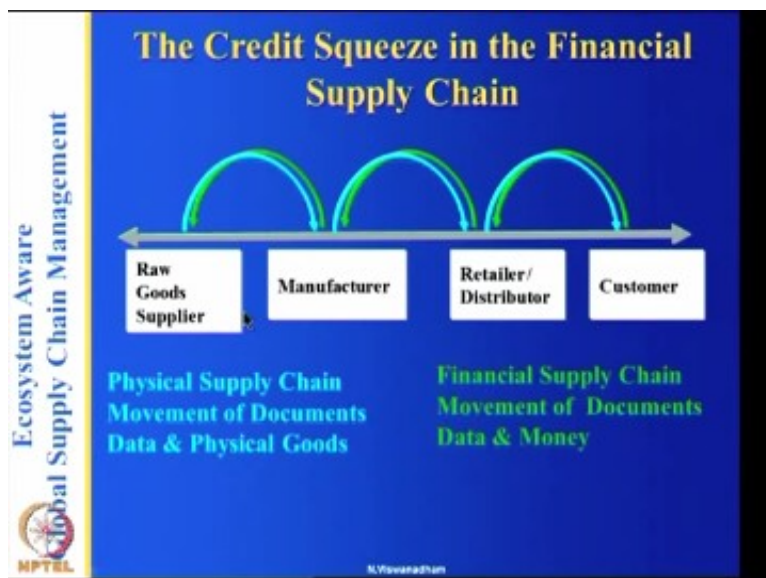 The Credit Squeeze in the Financial
Supply Chain
Ecosystem Aware
Global Supply Chain Management
Raw
Goods
Supplier
Manufacturer
Retailer/
Distributor
Customer
Physical Supply Chain
Movement of Documents
Data & Physical Goods
Financial Supply Chain
Movement of Documents
Data & Money
NPTEL
N.Viswanadham